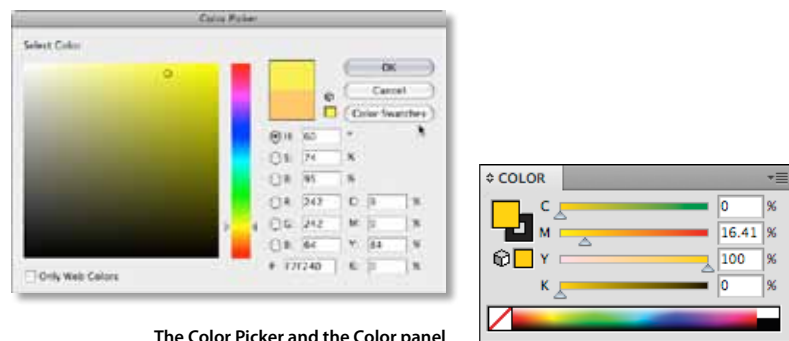 Color Picker
Select Color
OK
Cancel
Color Swatches
H: 60 °
S: 74 %
B: 95 %
R: 242
G: 242
B: 64
C: %
M: %
Y: 84 %
K: %
#
Only Web Colors
COLOR
C 0 %
M 16.41 %
Y 100 %
K 0 %
The Color Picker and the Color panel